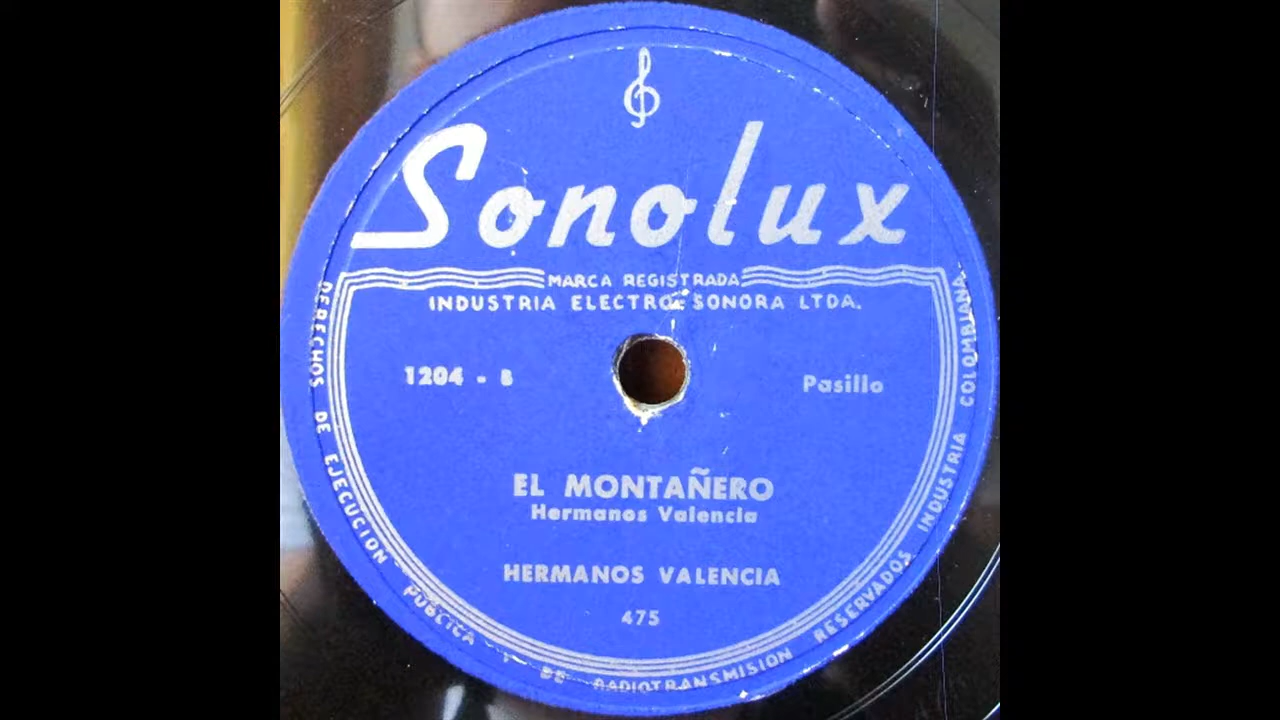 Sonolux
MARCA REGISTRADA
INDUSTRIA ELECTRO-SONORA LTDA.
1204 - B
Pasillo
EL MONTAÑERO
Hermanos Valencia
HERMANOS VALENCIA
475
DERECHOS DE EJECUCION PUBLICA Y DE RADIOTRANSMISION RESERVADOS INDUSTRIA COLOMBIANA